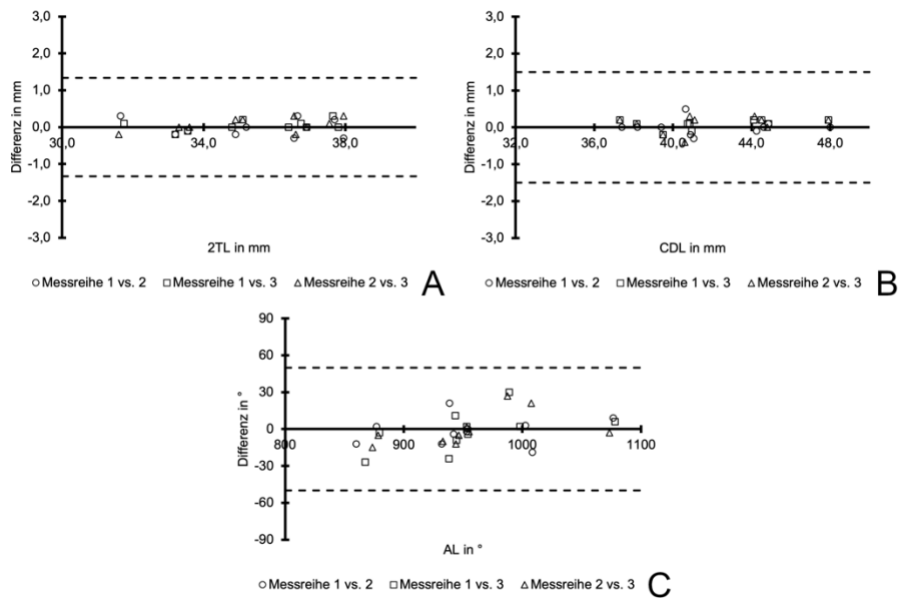 3,0
2,0
1,0
0,0
-1,0
-2,0
-3,0
Differenz in mm
30,0 34,0 38,0
2TL in mm
○ Messreihe 1 vs. 2 □ Messreihe 1 vs. 3 △ Messreihe 2 vs. 3
A
3,0
2,0
1,0
0,0
-1,0
-2,0
-3,0
Differenz in mm
32,0 36,0 40,0 44,0 48,0
CDL in mm
○ Messreihe 1 vs. 2 □ Messreihe 1 vs. 3 △ Messreihe 2 vs. 3
B
90
60
30
0
-30
-60
-90
Differenz in °
800 900 1000 1100
AL in °
○ Messreihe 1 vs. 2 □ Messreihe 1 vs. 3 △ Messreihe 2 vs. 3
C